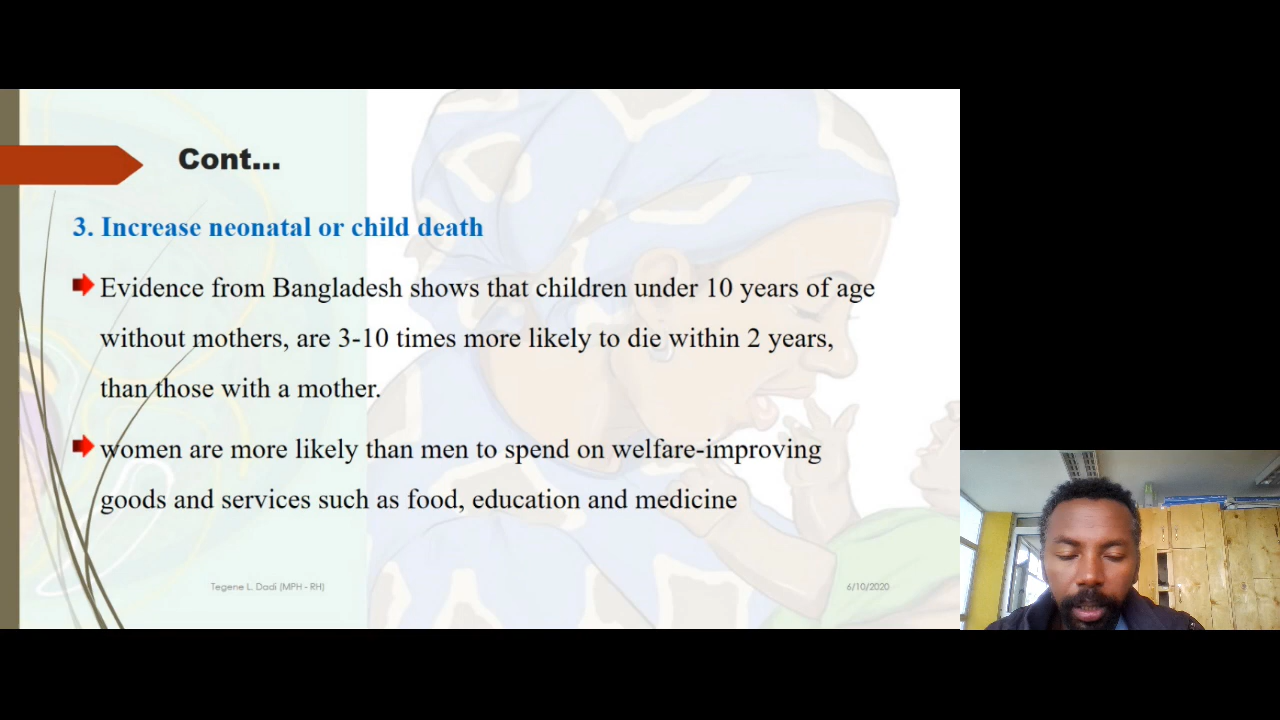 Cont...
3. Increase neonatal or child death
Evidence from Bangladesh shows that children under 10 years of age
without mothers, are 3-10 times more likely to die within 2 years,
than those with a mother.
women are more likely than men to spend on welfare-improving
goods and services such as food, education and medicine
Tegene L. Dadi (MPH - RH)
6/10/2020